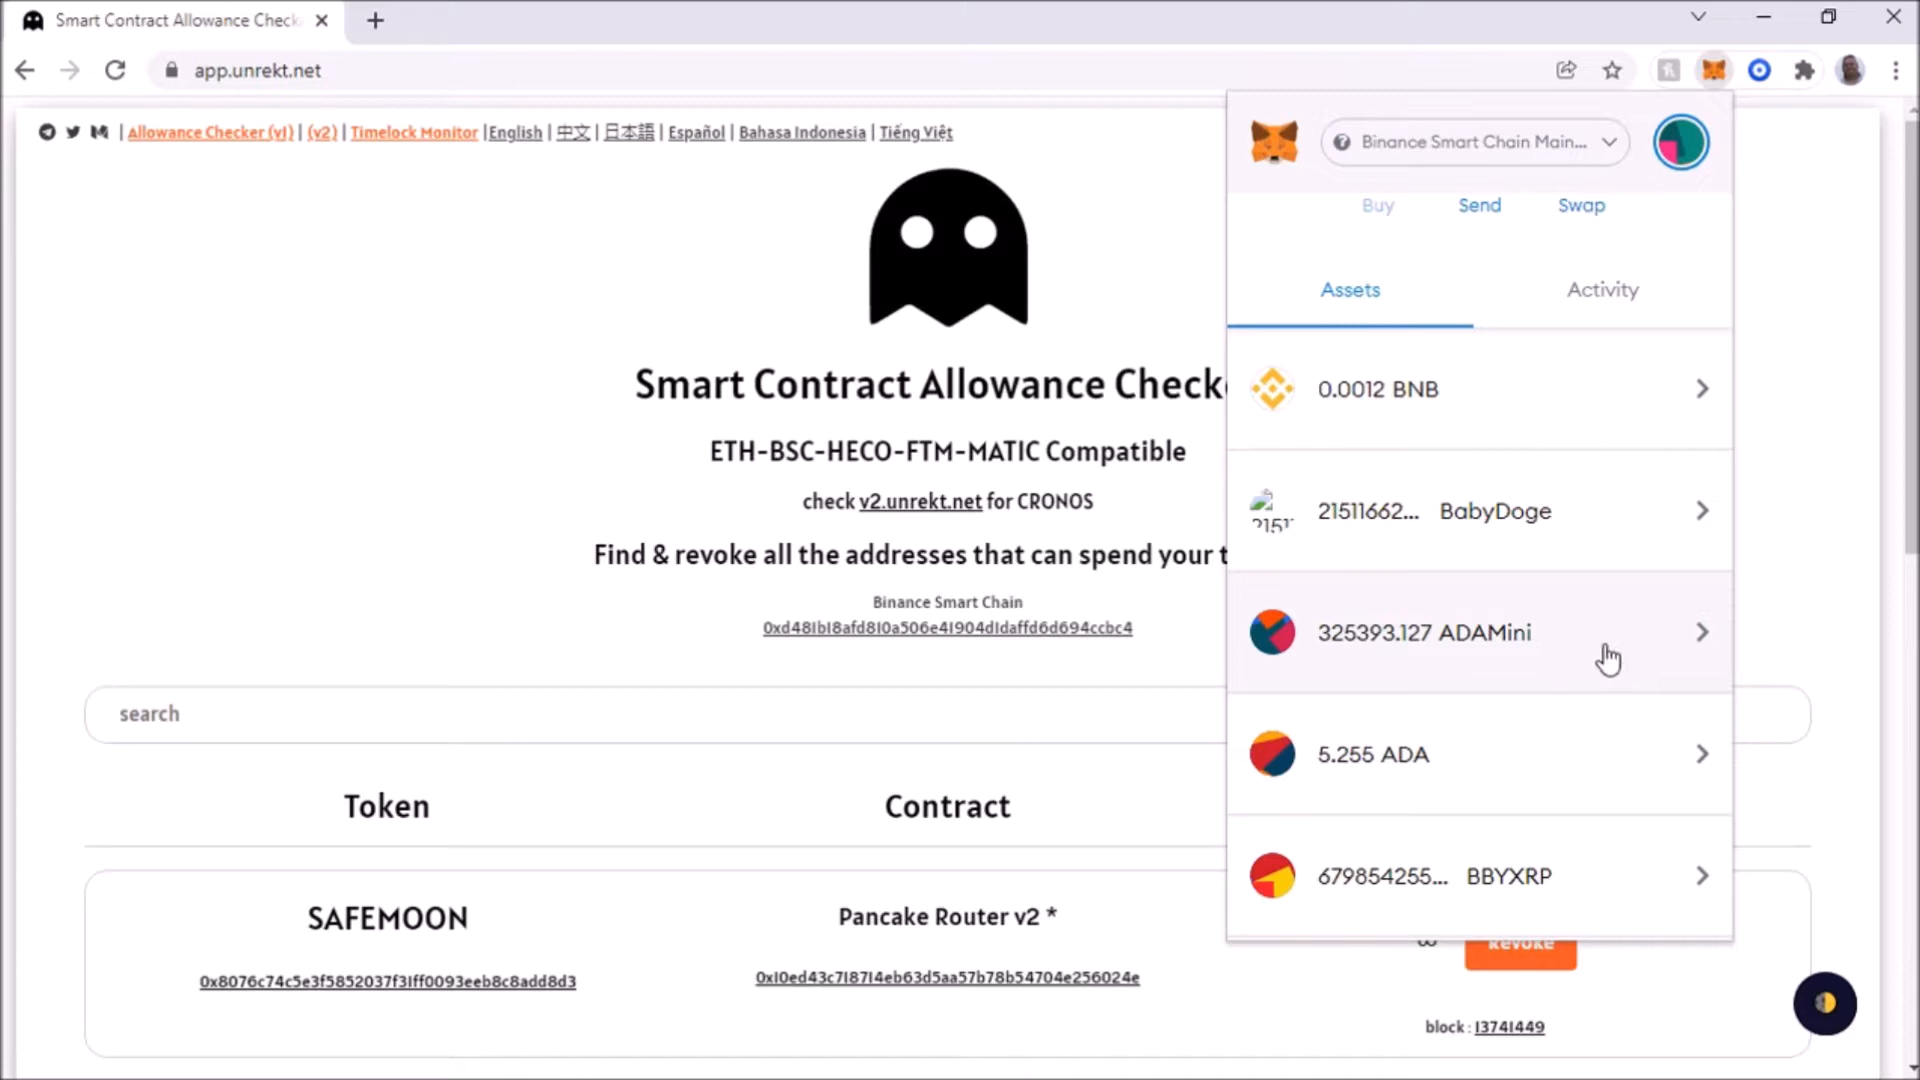 Smart Contract Allowance Check
app.unrekt.net
| Allowance Checker (v1) | (v2) | Timelock Monitor | English | 中文 | 日本語 | Español | Bahasa Indonesia | Tiếng Việt
Smart Contract Allowance Check
ETH-BSC-HECO-FTM-MATIC Compatible
check v2.unrekt.net for CRONOS
Find & revoke all the addresses that can spend your t
Binance Smart Chain
0xd481b18afd810a506e41904d1daffd6d694ccbc4
search
Token
Contract
SAFEMOON
Pancake Router v2 *
0x8076c74c5e3f5852037f31ff0093eeb8c8add8d3
0x10ed43c718714eb63d5aa57b78b54704e256024e
∞
Revoke
block : 13741449
Binance Smart Chain Main...
Buy
Send
Swap
Assets
Activity
0.0012 BNB
21511662... BabyDoge
325393.127 ADAMini
5.255 ADA
679854255... BBYXRP